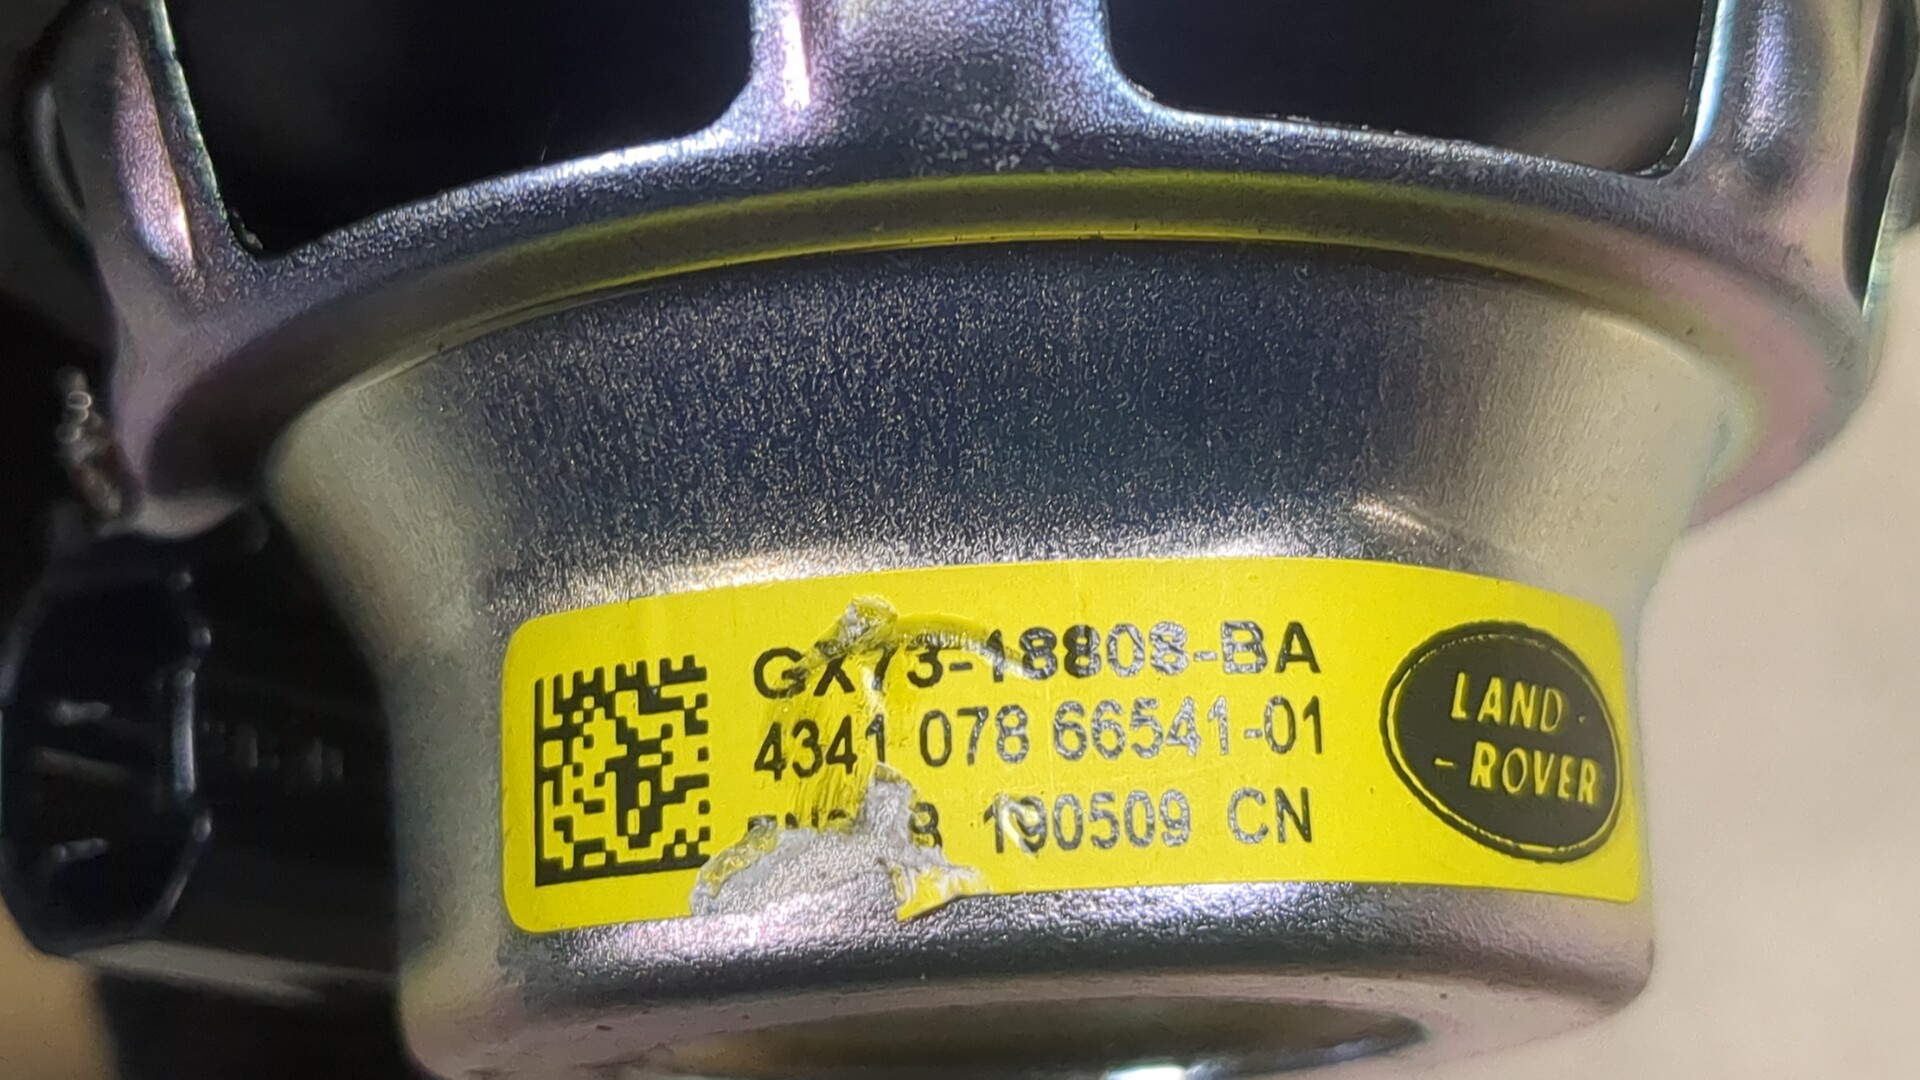 GX73-18808-BA
4341 078 66541-01
190509 CN
LAND
-ROVER